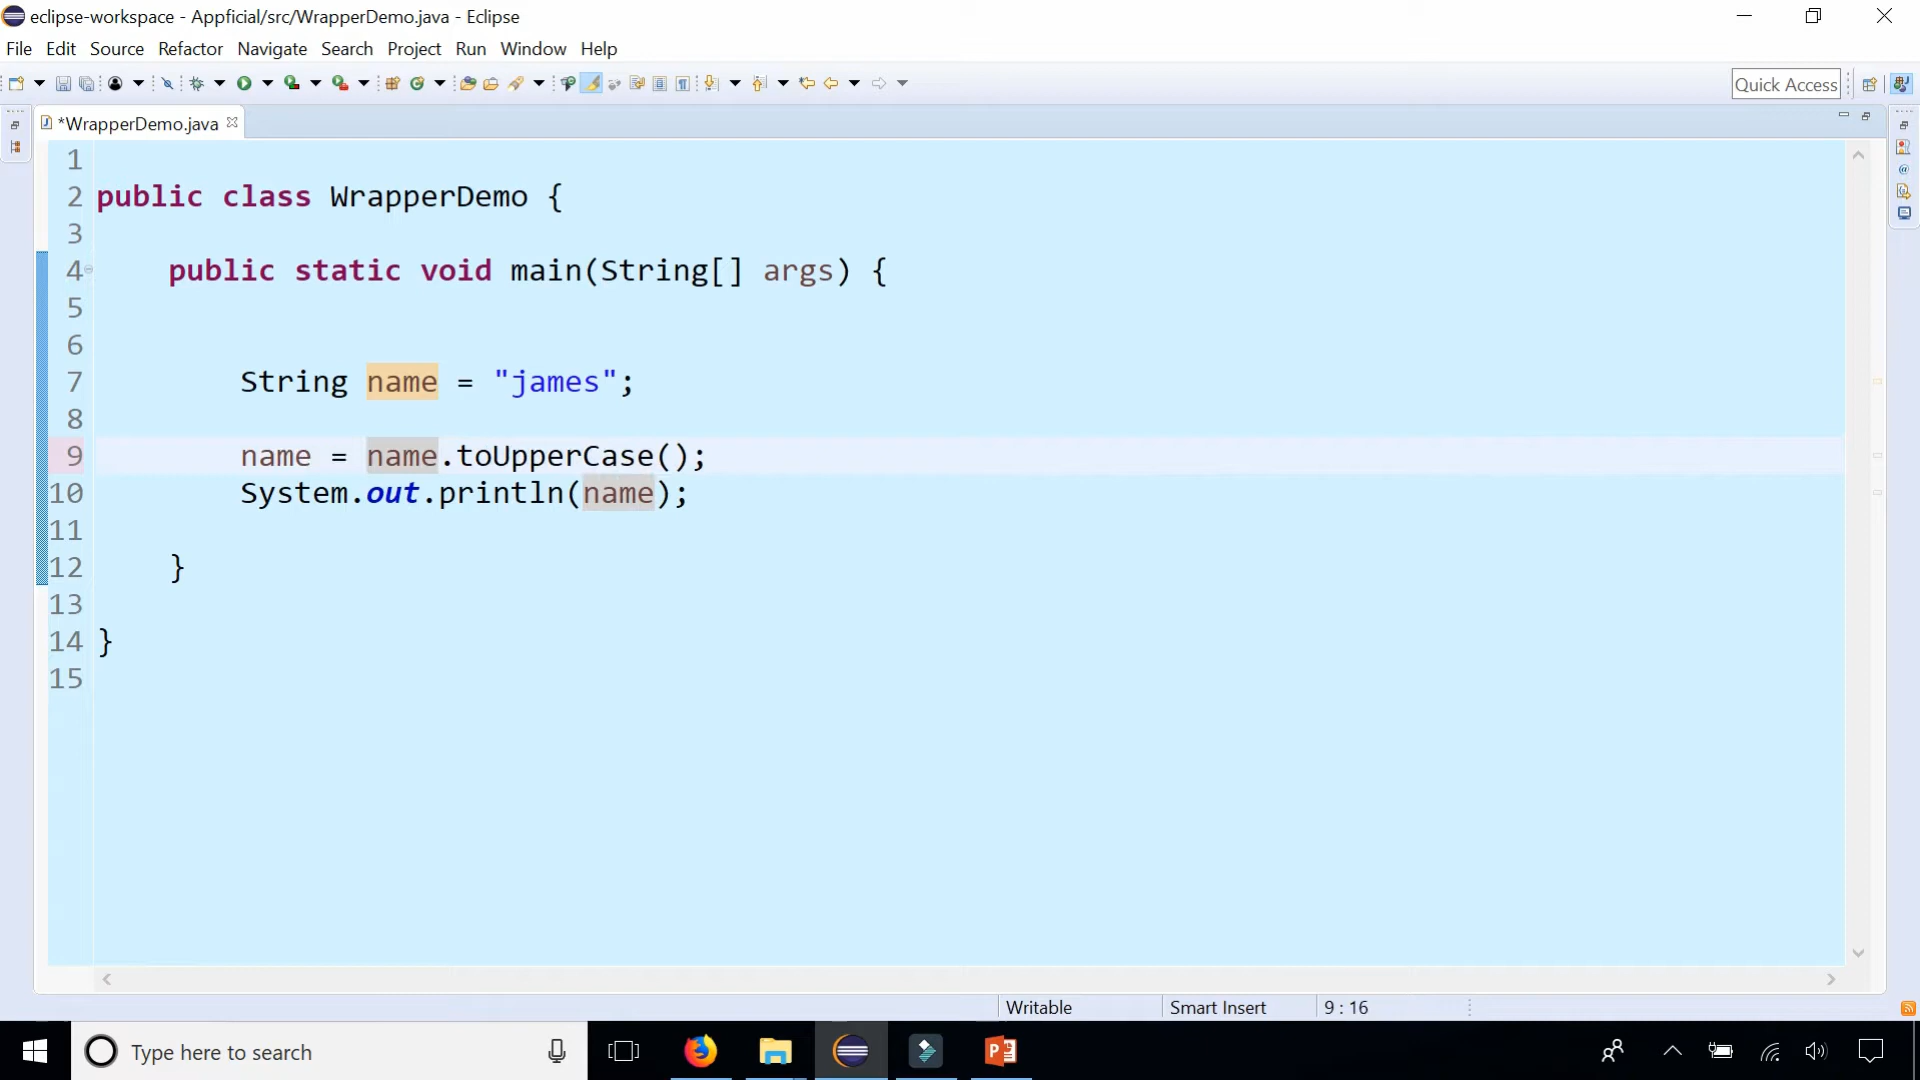 eclipse-workspace - Appficial/src/WrapperDemo.java - Eclipse
File Edit Source Refactor Navigate Search Project Run Window Help
Quick Access
*WrapperDemo.java
1
2 public class WrapperDemo {
3
4 public static void main(String[] args) {
5
6
7 String name = "james";
8
9 name = name.toUpperCase();
10 System.out.println(name);
11
12 }
13
14 }
15
Writable Smart Insert 9 : 16
Type here to search